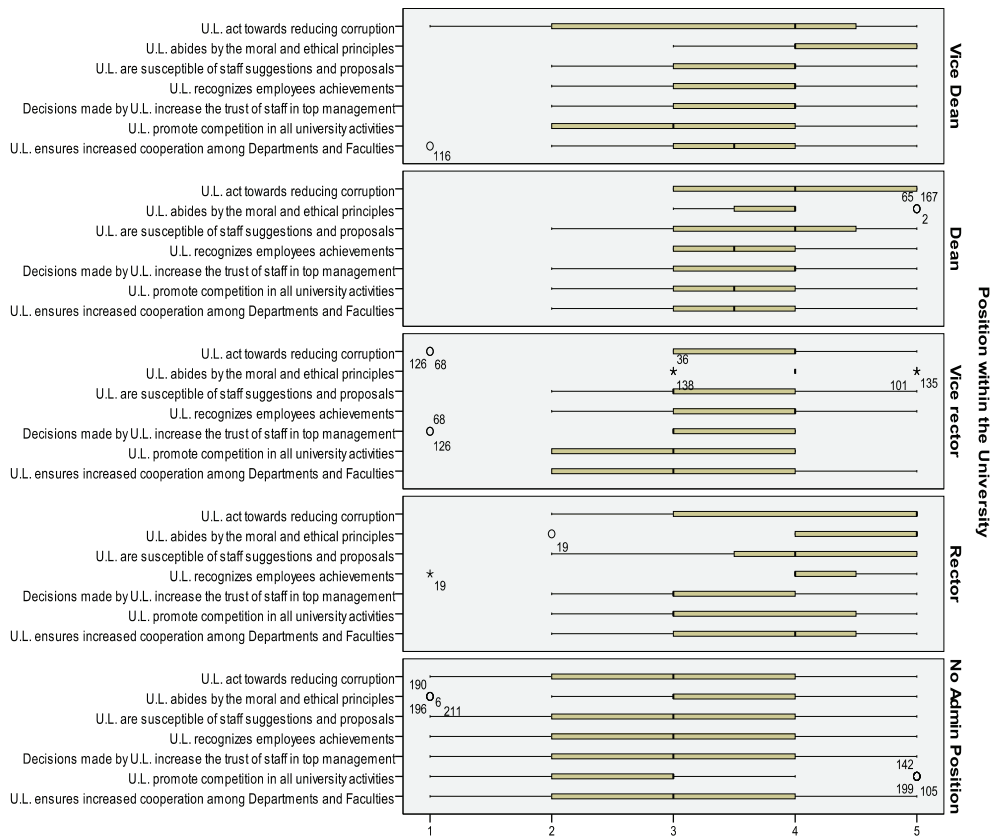 U.L. act towards reducing corruption
U.L. abides by the moral and ethical principles
U.L. are susceptible of staff suggestions and proposals
U.L. recognizes employees achievements
Decisions made by U.L. increase the trust of staff in top management
U.L. promote competition in all university activities
U.L. ensures increased cooperation among Departments and Faculties
116
Vice Dean
U.L. act towards reducing corruption
65 167
U.L. abides by the moral and ethical principles
2
U.L. are susceptible of staff suggestions and proposals
U.L. recognizes employees achievements
Decisions made by U.L. increase the trust of staff in top management
U.L. promote competition in all university activities
U.L. ensures increased cooperation among Departments and Faculties
Dean
U.L. act towards reducing corruption
126 68
36
U.L. abides by the moral and ethical principles
138
101 135
U.L. are susceptible of staff suggestions and proposals
U.L. recognizes employees achievements
68
Decisions made by U.L. increase the trust of staff in top management
126
U.L. promote competition in all university activities
U.L. ensures increased cooperation among Departments and Faculties
Vice rector
U.L. act towards reducing corruption
U.L. abides by the moral and ethical principles
19
U.L. are susceptible of staff suggestions and proposals
U.L. recognizes employees achievements
19
Decisions made by U.L. increase the trust of staff in top management
U.L. promote competition in all university activities
U.L. ensures increased cooperation among Departments and Faculties
Rector
U.L. act towards reducing corruption
190
U.L. abides by the moral and ethical principles
196 6 211
U.L. are susceptible of staff suggestions and proposals
U.L. recognizes employees achievements
Decisions made by U.L. increase the trust of staff in top management
142
U.L. promote competition in all university activities
199 105
U.L. ensures increased cooperation among Departments and Faculties
No Admin Position
Position within the University
1 2 3 4 5